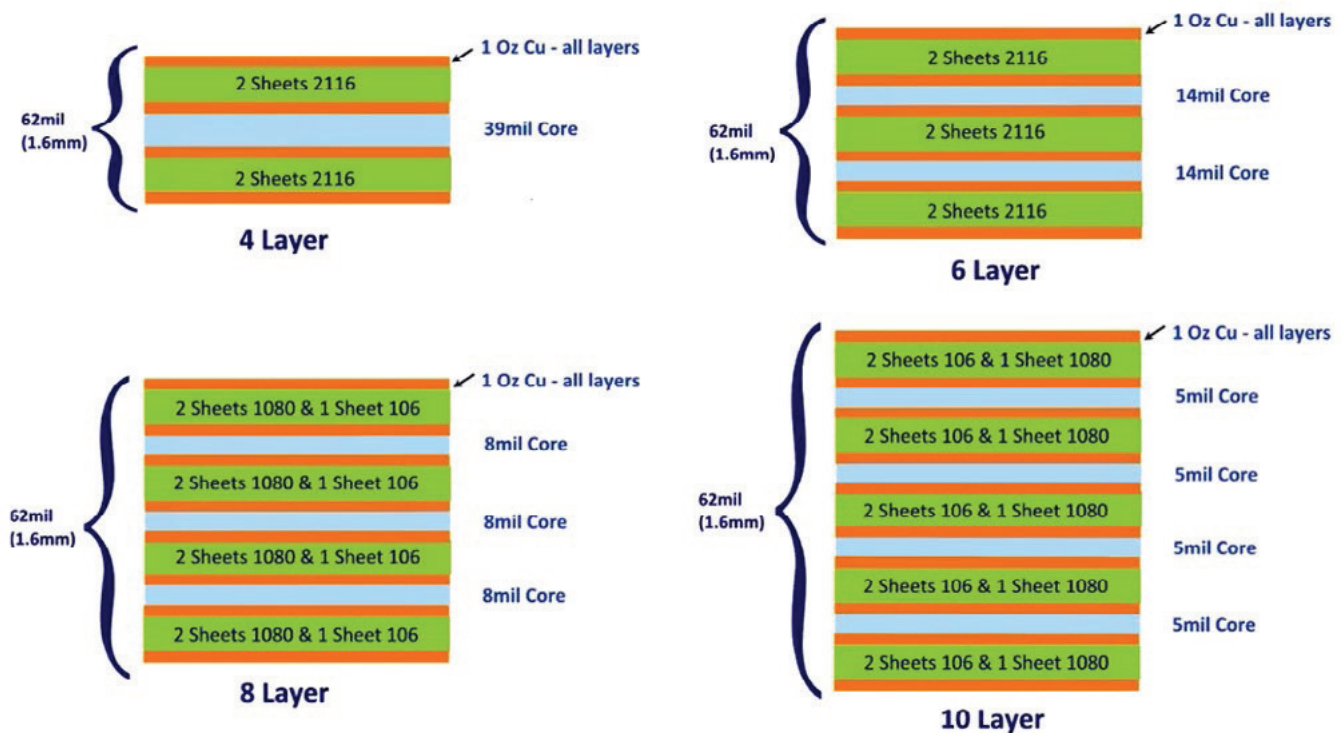 1 Oz Cu - all layers
2 Sheets 2116
62mil
(1.6mm)
39mil Core
2 Sheets 2116
4 Layer
1 Oz Cu - all layers
2 Sheets 2116
14mil Core
62mil
(1.6mm)
2 Sheets 2116
14mil Core
2 Sheets 2116
6 Layer
1 Oz Cu - all layers
2 Sheets 1080 & 1 Sheet 106
8mil Core
2 Sheets 1080 & 1 Sheet 106
62mil
(1.6mm)
8mil Core
2 Sheets 1080 & 1 Sheet 106
8mil Core
2 Sheets 1080 & 1 Sheet 106
8 Layer
1 Oz Cu - all layers
2 Sheets 106 & 1 Sheet 1080
5mil Core
2 Sheets 106 & 1 Sheet 1080
5mil Core
62mil
(1.6mm)
2 Sheets 106 & 1 Sheet 1080
5mil Core
2 Sheets 106 & 1 Sheet 1080
5mil Core
2 Sheets 106 & 1 Sheet 1080
10 Layer